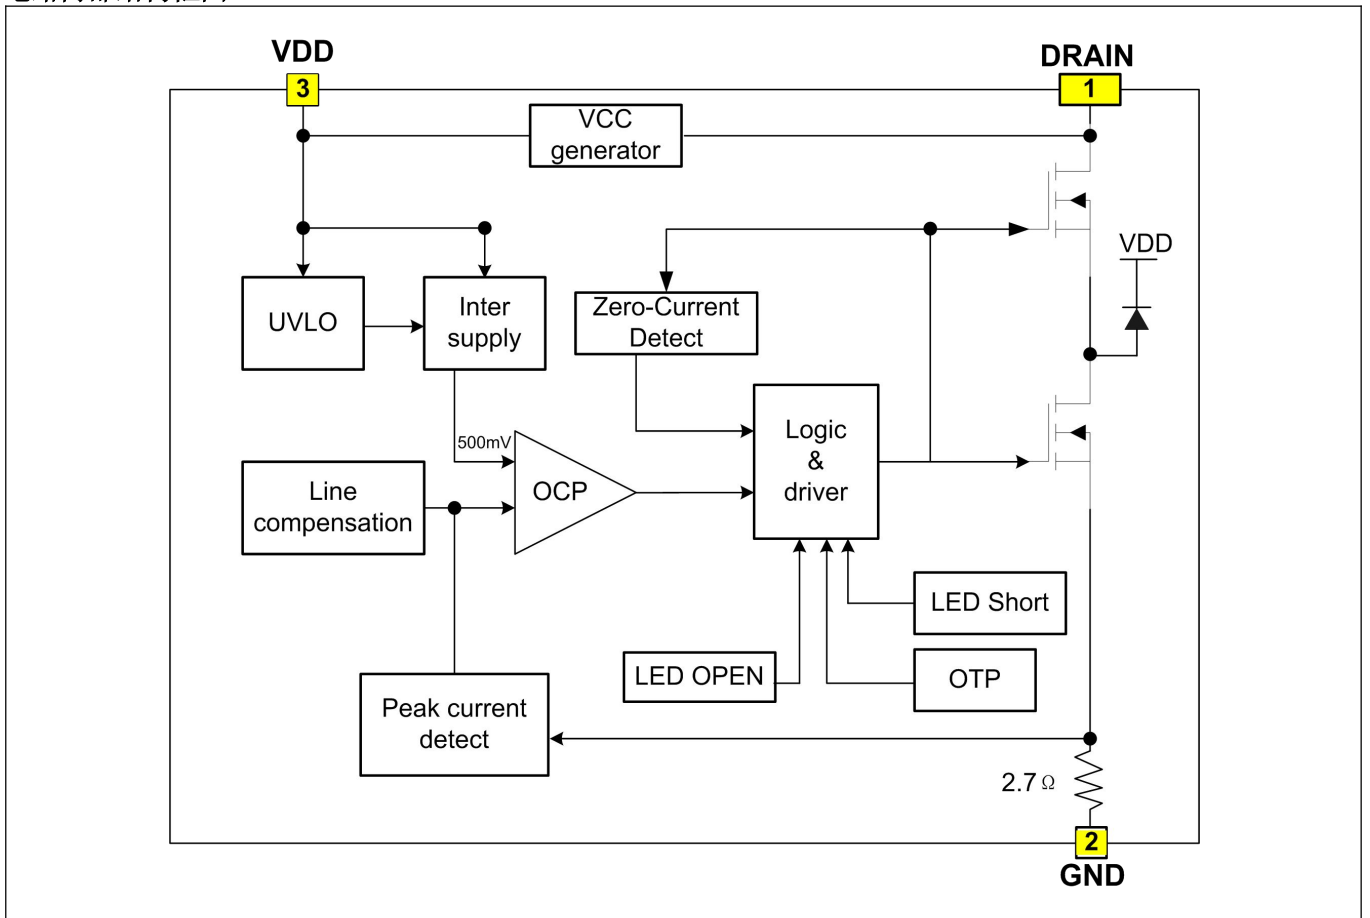 VDD
DRAIN
3
1
VCC
generator
VDD
UVLO
Inter
supply
Zero-Current
Detect
Logic
&
driver
500mV
OCP
Line
compensation
LED Short
LED OPEN
OTP
Peak current
detect
2.7 Ω
2
GND